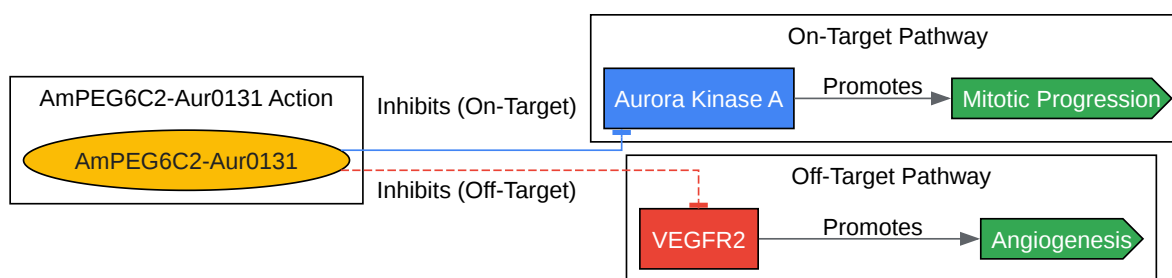 On-Target Pathway
Aurora Kinase A
Promotes
Mitotic Progression
AmPEG6C2-Aur0131 Action
Inhibits (On-Target)
AmPEG6C2-Aur0131
Inhibits (Off-Target)
Off-Target Pathway
VEGFR2
Promotes
Angiogenesis